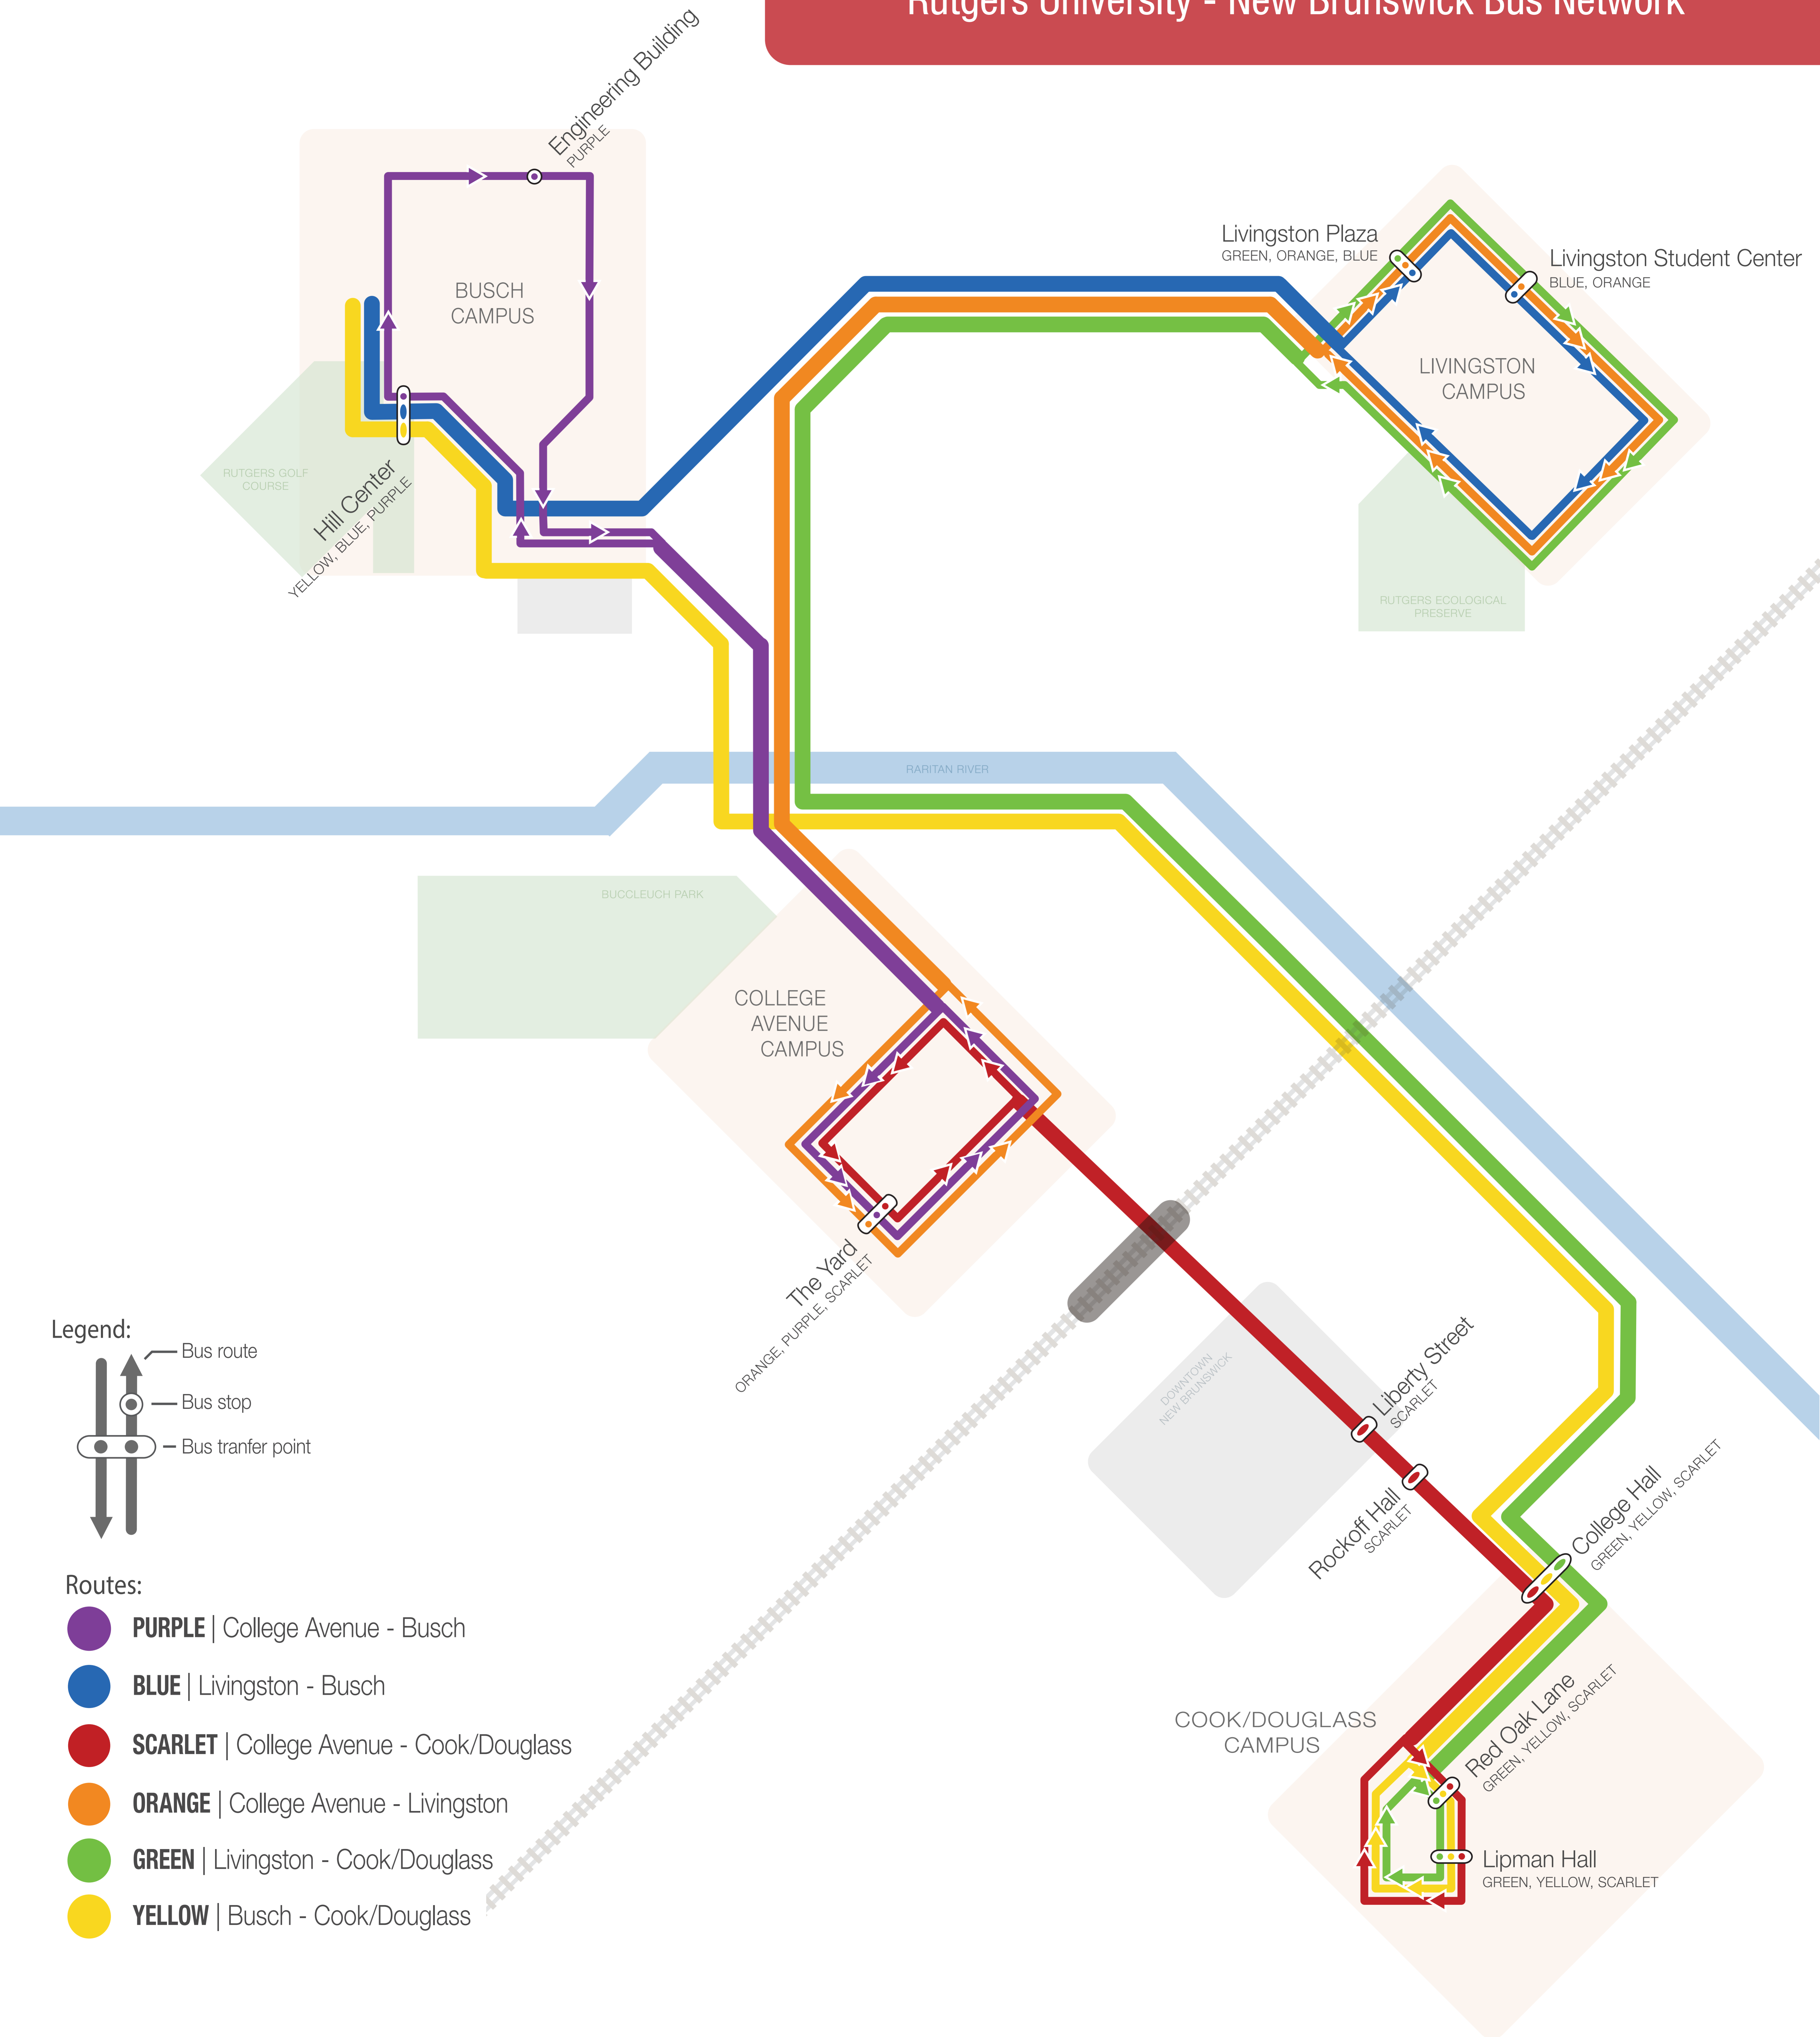 Rutgers University - New Brunswick Bus Network
Engineering Building
PURPLE
BUSCH
CAMPUS
Livingston Plaza
GREEN, ORANGE, BLUE
Livingston Student Center
BLUE, ORANGE
LIVINGSTON
CAMPUS
RUTGERS GOLF
COURSE
Hill Center
YELLOW, BLUE, PURPLE
RUTGERS ECOLOGICAL
PRESERVE
RARITAN RIVER
BUCCLEUCH PARK
COLLEGE
AVENUE
CAMPUS
The Yard
ORANGE, PURPLE, SCARLET
DOWNTOWN
NEW BRUNSWICK
Liberty Street
SCARLET
Rockoff Hall
SCARLET
College Hall
GREEN, YELLOW, SCARLET
COOK/DOUGLASS
CAMPUS
Red Oak Lane
GREEN, YELLOW, SCARLET
Lipman Hall
GREEN, YELLOW, SCARLET
Legend:
Bus route
Bus stop
Bus tranfer point
Routes:
PURPLE | College Avenue - Busch
BLUE | Livingston - Busch
SCARLET | College Avenue - Cook/Douglass
ORANGE | College Avenue - Livingston
GREEN | Livingston - Cook/Douglass
YELLOW | Busch - Cook/Douglass